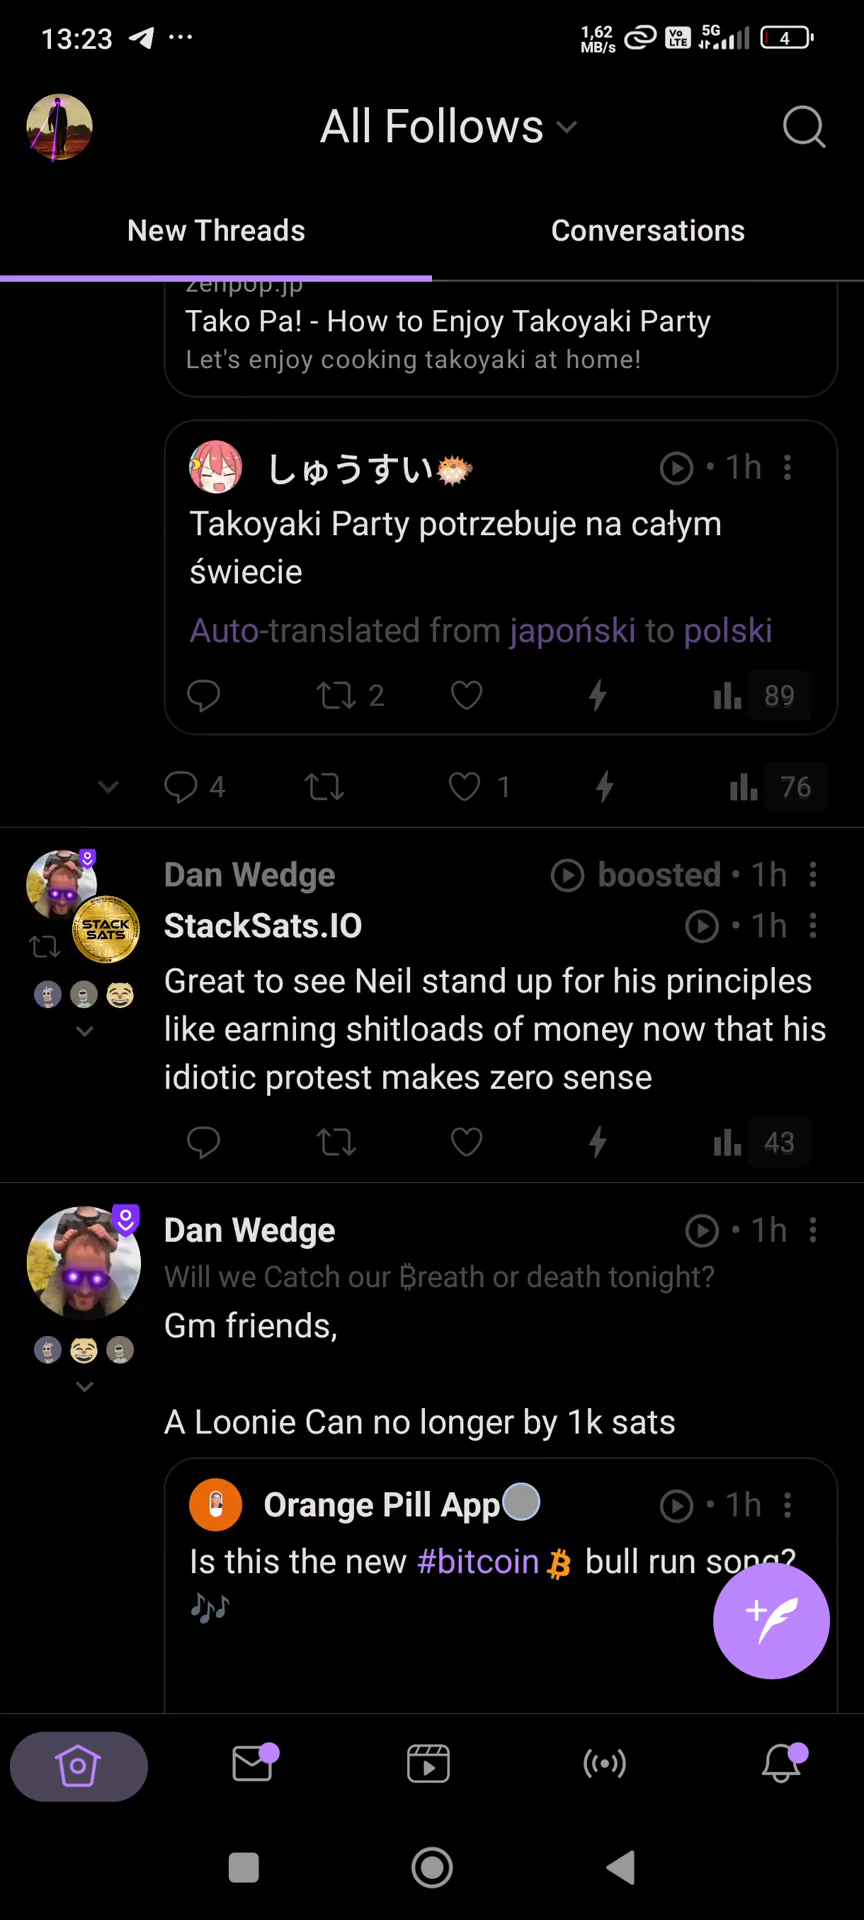 13:23 ... 1,62 MB/s Vo LTE 5G 4
All Follows
New Threads Conversations
zenpop.jp
Tako Pa! - How to Enjoy Takoyaki Party
Let's enjoy cooking takoyaki at home!
しゅうすい🐡 • 1h
Takoyaki Party potrzebuje na całym
świecie
Auto-translated from japoński to polski
2 89
4 1 76
Dan Wedge boosted • 1h
STACK SATS
StackSats.IO • 1h
Great to see Neil stand up for his principles
like earning shitloads of money now that his
idiotic protest makes zero sense
43
Dan Wedge • 1h
Will we Catch our ₿reath or death tonight?
Gm friends,
A Loonie Can no longer by 1k sats
Orange Pill App • 1h
Is this the new #bitcoin bull run song?
🎶